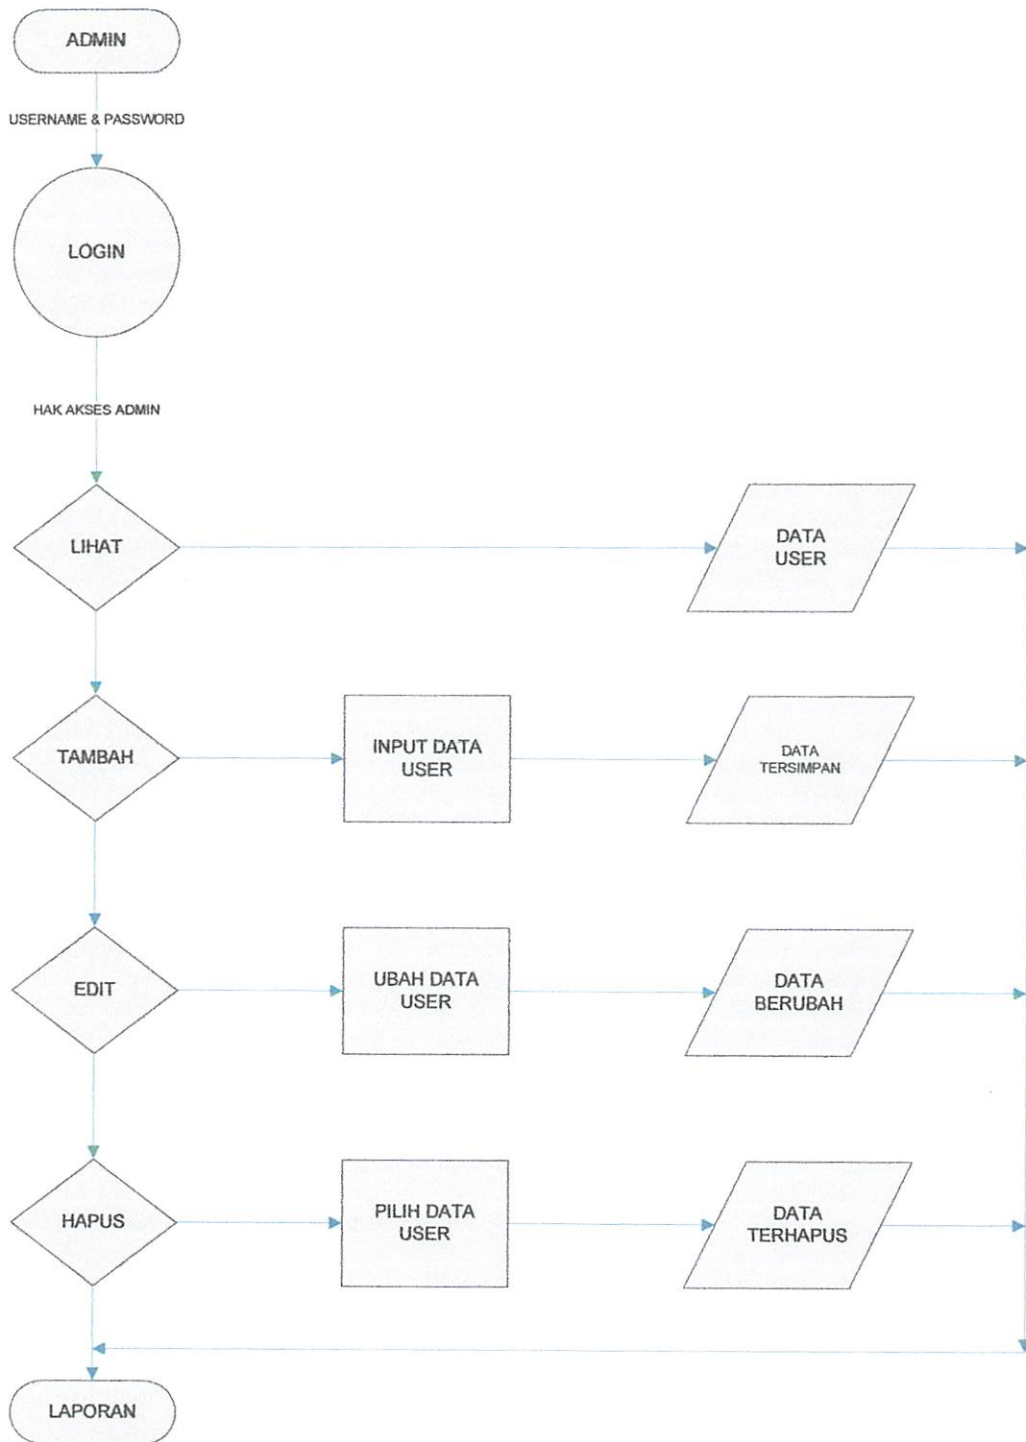 ADMIN
USERNAME & PASSWORD
LOGIN
HAK AKSES ADMIN
LIHAT
DATA
USER
TAMBAH
INPUT DATA
USER
DATA
TERSIMPAN
EDIT
UBAH DATA
USER
DATA
BERUBAH
HAPUS
PILIH DATA
USER
DATA
TERHAPUS
LAPORAN